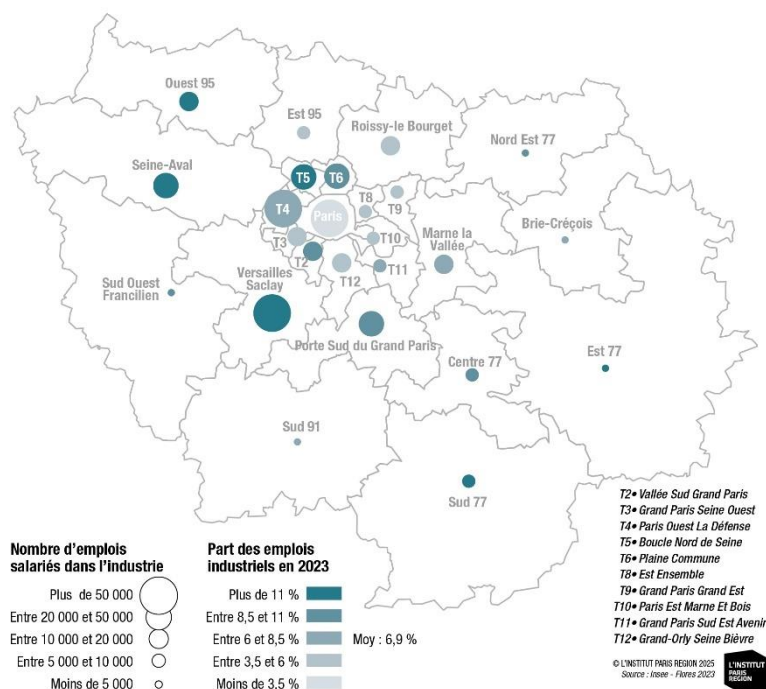 Ouest 95
Est 95
Roissy-le Bourget
Nord Est 77
Seine-Aval
T5
T6
T4
Paris
T8
T9
T3
T10
T2
T12
T11
Marne la
Vallée
Brie-Créçois
Sud Ouest
Francilien
Versailles
Saclay
Porte Sud du Grand Paris
Centre 77
Est 77
Sud 91
Sud 77
T2• Vallée Sud Grand Paris
T3• Grand Paris Seine Ouest
T4• Paris Ouest La Défense
T5• Boucle Nord de Seine
T6• Plaine Commune
T8• Est Ensemble
T9• Grand Paris Grand Est
T10• Paris Est Marne Et Bois
T11• Grand Paris Sud Est Avenir
T12• Grand-Orly Seine Bièvre
Nombre d'emplois
salariés dans l'industrie
Plus de 50 000
Entre 20 000 et 50 000
Entre 10 000 et 20 000
Entre 5 000 et 10 000
Moins de 5 000
Part des emplois
industriels en 2023
Plus de 11 %
Entre 8,5 et 11 %
Entre 6 et 8,5 %
Moy : 6,9 %
Entre 3,5 et 6 %
Moins de 3,5 %
© L'INSTITUT PARIS REGION 2025
Source : Insee - Flores 2023
L'INSTITUT
PARIS
REGION